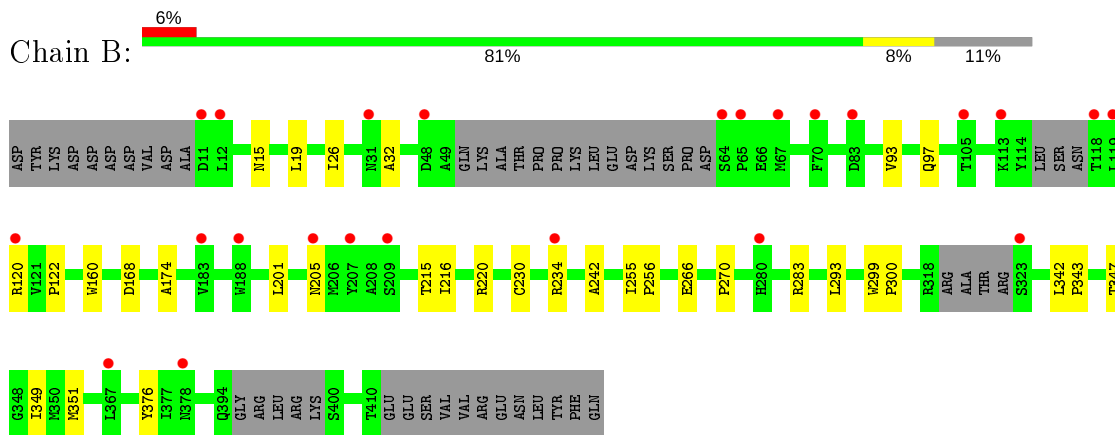 6%
Chain B:
81% 8% 11%
ASP TYR LYS ASP ASP ASP ASP VAL ASP ALA D11 L12 N15 L19 I26 N31 A32 D48 A49 GLN LYS ALA THR PRO PRO LYS LEU GLU ASP LYS SER PRO ASP S64 P65 E66 M67 F70 D83 V93 Q97 T105 K113 Y114 LEU SER ASN T118 L119
R120 V121 P122 W160 D168 A174 V183 W188 L201 N205 M206 Y207 A208 S209 T215 I216 R220 C230 R234 A242 I255 P256 E266 P270 H280 R283 L293 W299 P300 R318 ARG ALA THR ARG S323 L342 P343 T347
G348 I349 M350 M351 L367 Y376 I377 N378 Q394 GLY ARG LEU ARG LYS S400 T410 GLU GLU SER VAL VAL ARG GLU ASN LEU TYR PHE GLN